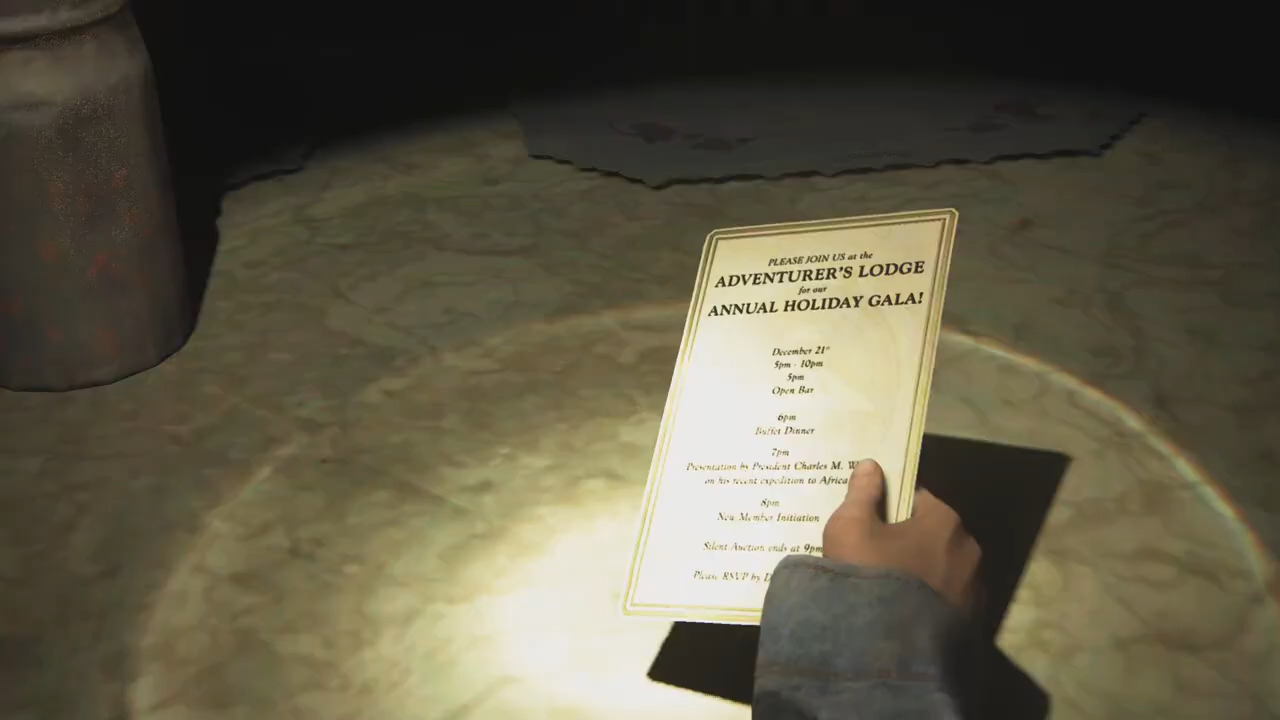 PLEASE JOIN US at the
ADVENTURER'S LODGE
for our
ANNUAL HOLIDAY GALA!
December 21st
5pm - 10pm
5pm
Open Bar
6pm
Buffet Dinner
7pm
Presentation by President Charles M.
on his recent expedition to Africa
8pm
New Member Initiation
Silent Auction ends at 9pm
Please RSVP by